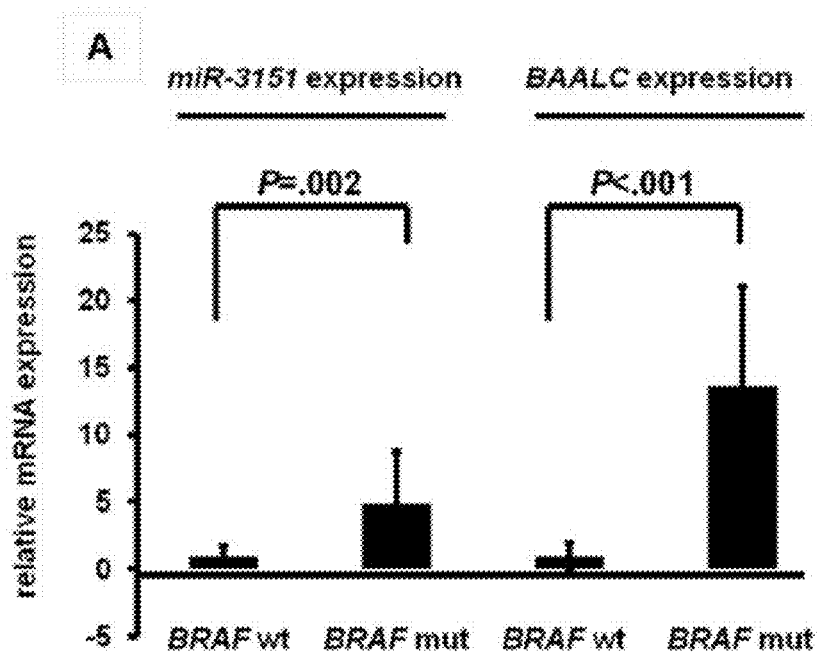 A
miR-3151 expression BAALC expression
P=.002 P<.001
relative mRNA expression
25
20
15
10
5
0
-5
BRAF wt BRAF mut BRAF wt BRAF mut